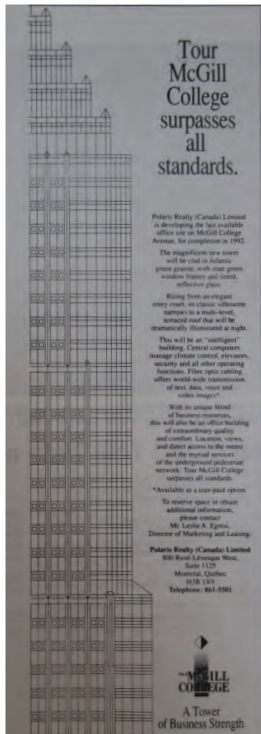 Tour
McGill
College
surpasses
all
standards.
Polaris Realty (Canada) Limited
is developing the last available
office site on McGill College
Avenue, for completion in 1992.
The magnificent new tower
will be clad in Atlantic
green granite, with slate green
window frames and tinted,
reflective glass.
Rising from an elegant
entry court, its classic silhouette
narrows to a multi-level,
terraced roof that will be
dramatically illuminated at night.
This will be an "intelligent"
building. Central computers
manage climate control, elevators,
security and all other operating
functions. Fiber optic cabling
offers world-wide transmission
of text, data, voice and
video images*.
With its unique blend
of business resources,
this will also be an office building
of extraordinary quality
and comfort. Location, views,
and direct access to the metro
and the myriad services
of the underground pedestrian
network: Tour McGill College
surpasses all standards.
*Available as a user-paid option
To reserve space or obtain
additional information,
please contact
Mr. Leslie A. Egressy,
Director of Marketing and Leasing.
Polaris Realty (Canada) Limited
800 René-Lévesque West,
Suite 1125
Montréal, Québec
H3B 1X9
Telephone: 861-5501
McGILL
COLLEGE
A Tower
of Business Strength